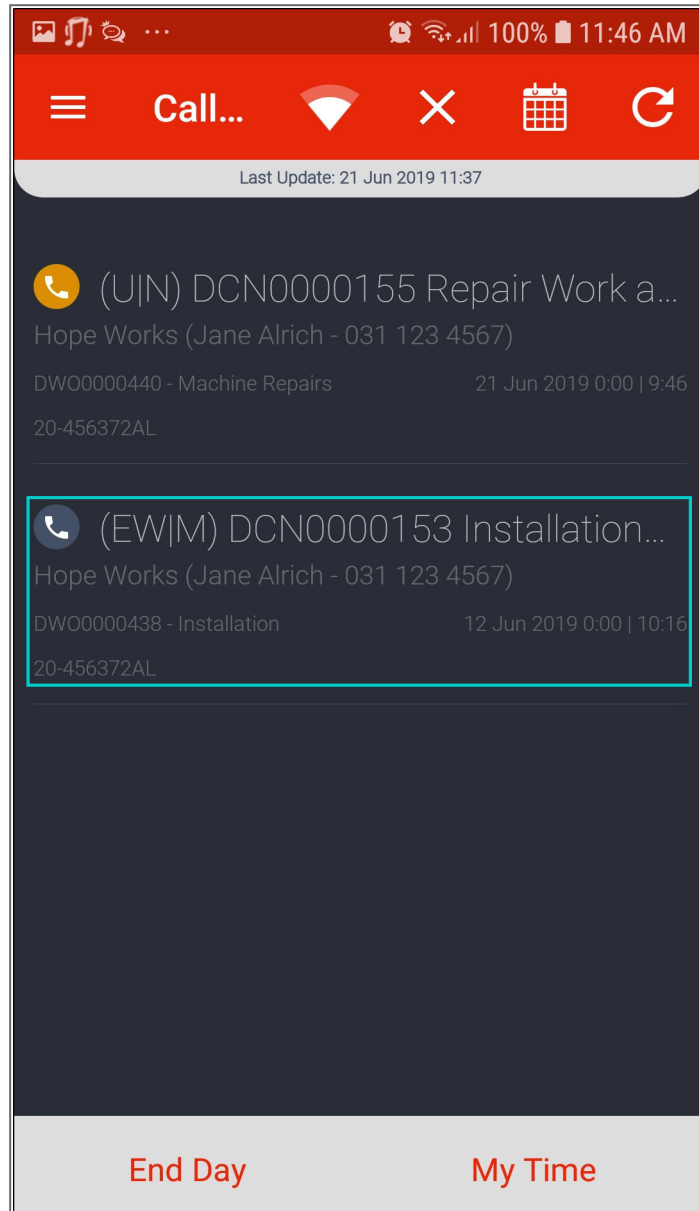 100% 11:46 AM
Call...
Last Update: 21 Jun 2019 11:37
(U|N) DCN0000155 Repair Work a...
Hope Works (Jane Alrich - 031 123 4567)
DWO0000440 - Machine Repairs 21 Jun 2019 0:00 | 9:46
20-456372AL
(EW|M) DCN0000153 Installation...
Hope Works (Jane Alrich - 031 123 4567)
DWO0000438 - Installation 12 Jun 2019 0:00 | 10:16
20-456372AL
End Day My Time